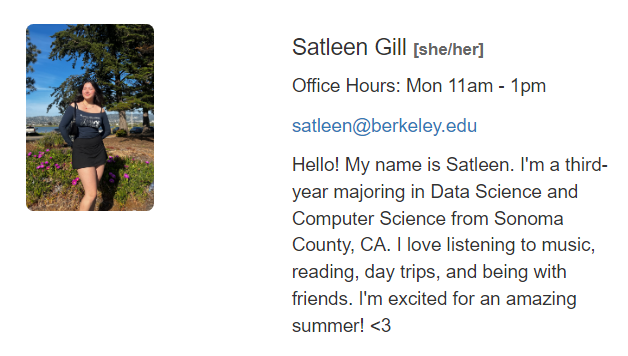 Satleen Gill [she/her]
Office Hours: Mon 11am - 1pm
satleen@berkeley.edu
Hello! My name is Satleen. I'm a third-
year majoring in Data Science and
Computer Science from Sonoma
County, CA. I love listening to music,
reading, day trips, and being with
friends. I'm excited for an amazing
summer! <3